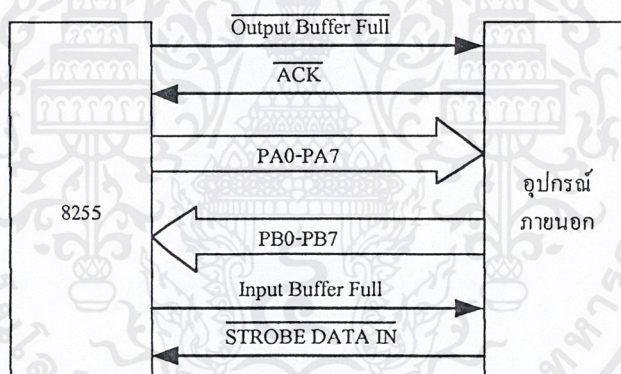 Output Buffer Full
ACK
PA0-PA7
8255
อุปกรณ์
ภายนอก
PB0-PB7
Input Buffer Full
STROBE DATA IN